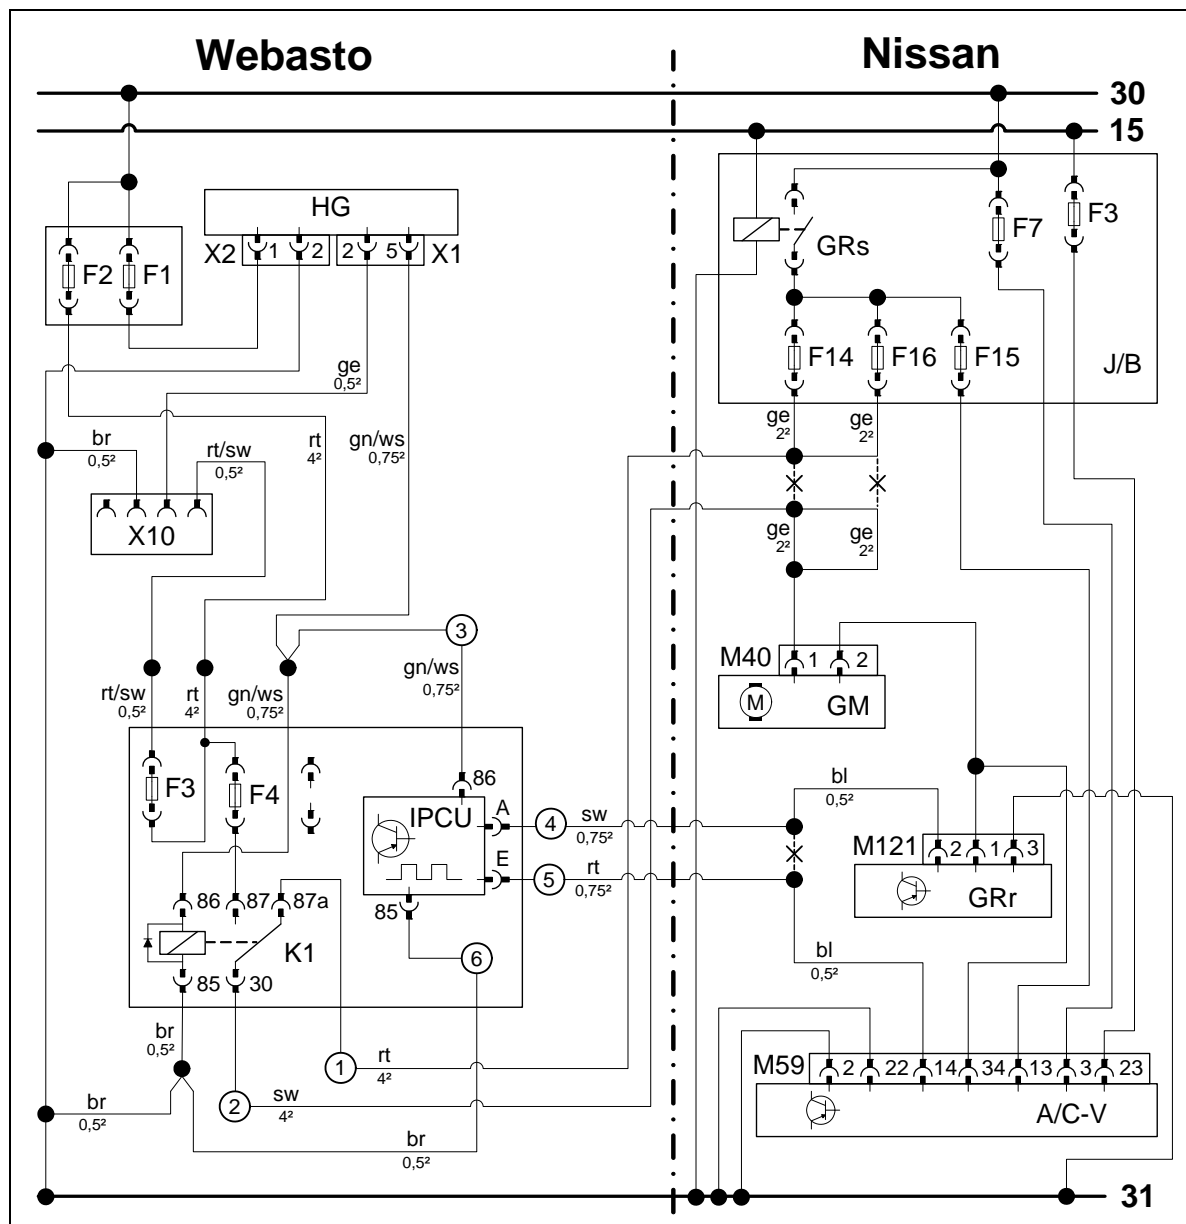 Webasto Nissan
30
15
HG F7 F3
X2 1 2 2 5 X1 GRs
F2 F1
F14 F16 F15 J/B
ge
0,5²
ge
2²
ge
2²
br
0,5²
rt/sw
0,5²
rt
4²
gn/ws
0,75²
X10
ge
2²
ge
2²
3
M40 1 2
M GM
rt/sw
0,5²
rt
4²
gn/ws
0,75²
gn/ws
0,75²
F3 F4 86
IPCU A 4 sw
0,75²
bl
0,5²
E 5 rt
0,75²
M121 2 1 3
GRr
86 87 87a 85
K1 6
85 30
bl
0,5²
br
0,5²
1 rt
4²
M59 2 22 14 34 13 3 23
A/C-V
2 sw
4²
br
0,5²
br
0,5²
31